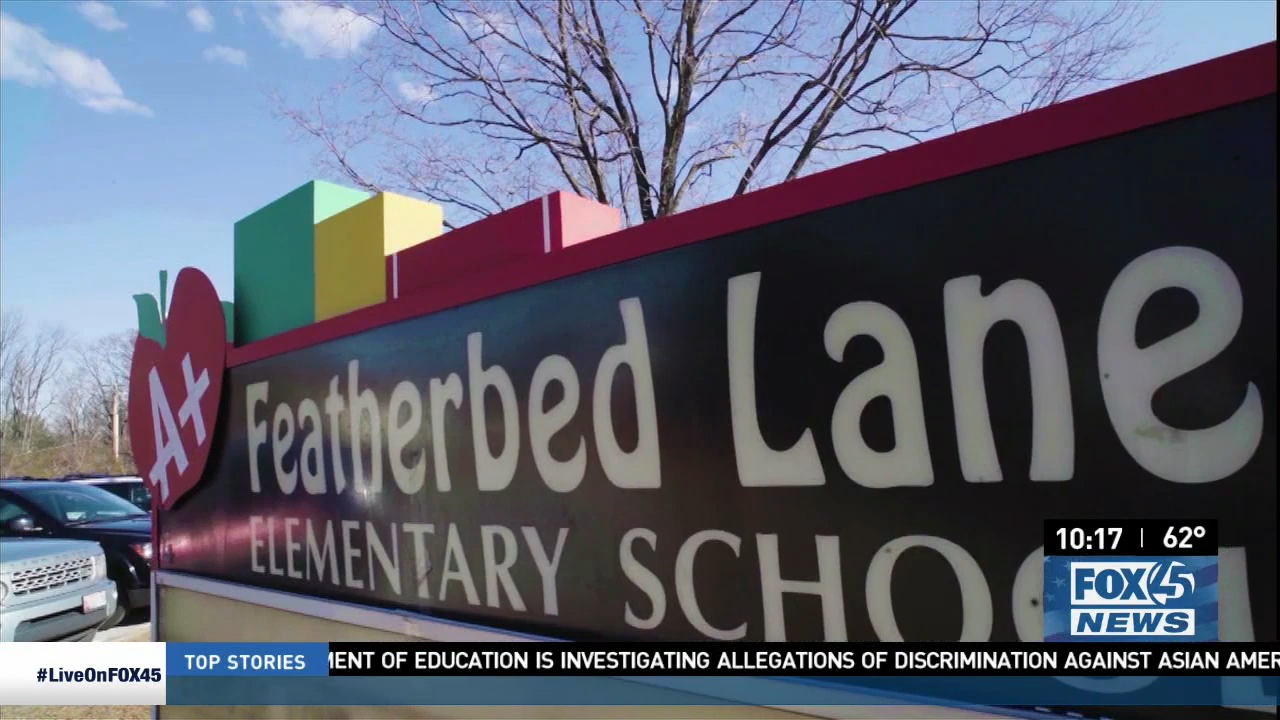 A+
Featherbed Lane
ELEMENTARY SCHOOL
10:17 | 62°
FOX45
NEWS
#LiveOnFOX45
TOP STORIES
MENT OF EDUCATION IS INVESTIGATING ALLEGATIONS OF DISCRIMINATION AGAINST ASIAN AMER